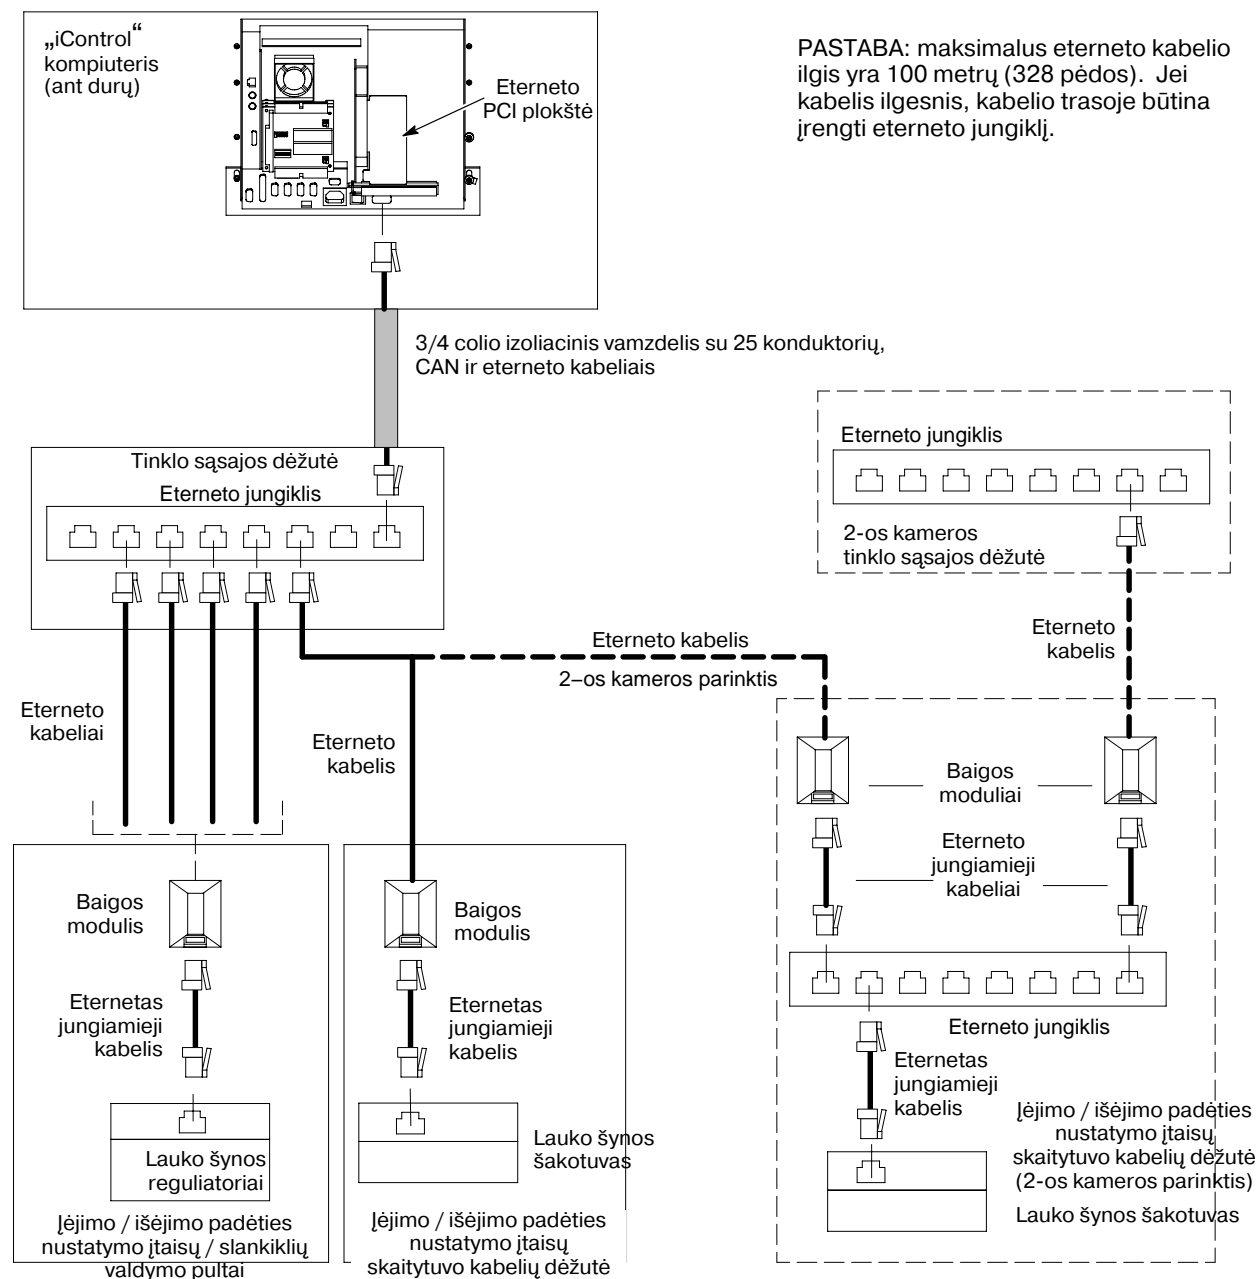 „iControl“
kompiuteris
(ant durų)
Eterneto
PCI plokštė
PASTABA: maksimalus eterneto kabelio
ilgis yra 100 metrų (328 pėdos). Jei
kabelis ilgesnis, kabelio trasoje būtina
įrengti eterneto jungiklį.
3/4 colio izoliacinis vamzdelis su 25 konduktorių,
CAN ir eterneto kabeliais
Tinklo sąsajos dėžutė
Eterneto jungiklis
Eterneto jungiklis
2-os kameros
tinklo sąsajos dėžutė
Eterneto kabelis
2–os kameros parinktis
Eterneto
kabelis
Eterneto
kabeliai
Eterneto
kabelis
Baigos
moduliai
Eterneto
jungiamieji
kabeliai
Baigos
modulis
Baigos
modulis
Eternetas
jungiamieji
kabelis
Eternetas
jungiamieji
kabelis
Eterneto jungiklis
Eternetas
jungiamieji
kabelis
Lauko šynos
reguliatoriai
Lauko šynos
šakotuvas
Įėjimo / išėjimo padėties
nustatymo įtaisų
skaitytuvo kabelių dėžutė
(2-os kameros parinktis)
Lauko šynos šakotuvas
Įėjimo / išėjimo padėties
nustatymo įtaisų / slankiklių
valdymo pultai
Įėjimo / išėjimo padėties
nustatymo įtaisų
skaitytuvo kabelių dėžutė